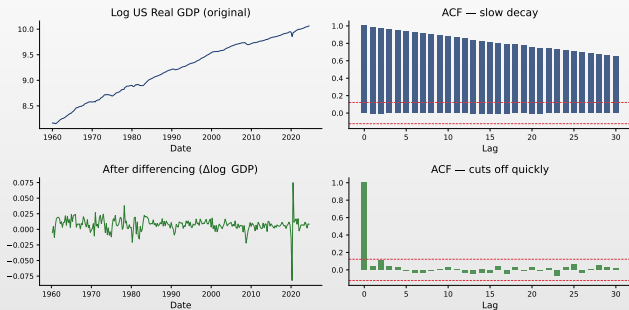 Log US Real GDP (original)
10.0
9.5
9.0
8.5
1960 1970 1980 1990 2000 2010 2020
Date
ACF — slow decay
1.0
0.8
0.6
0.4
0.2
0.0
0 5 10 15 20 25 30
Lag
After differencing (Δlog GDP)
0.075
0.050
0.025
0.000
−0.025
−0.050
−0.075
1960 1970 1980 1990 2000 2010 2020
Date
ACF — cuts off quickly
1.0
0.8
0.6
0.4
0.2
0.0
0 5 10 15 20 25 30
Lag